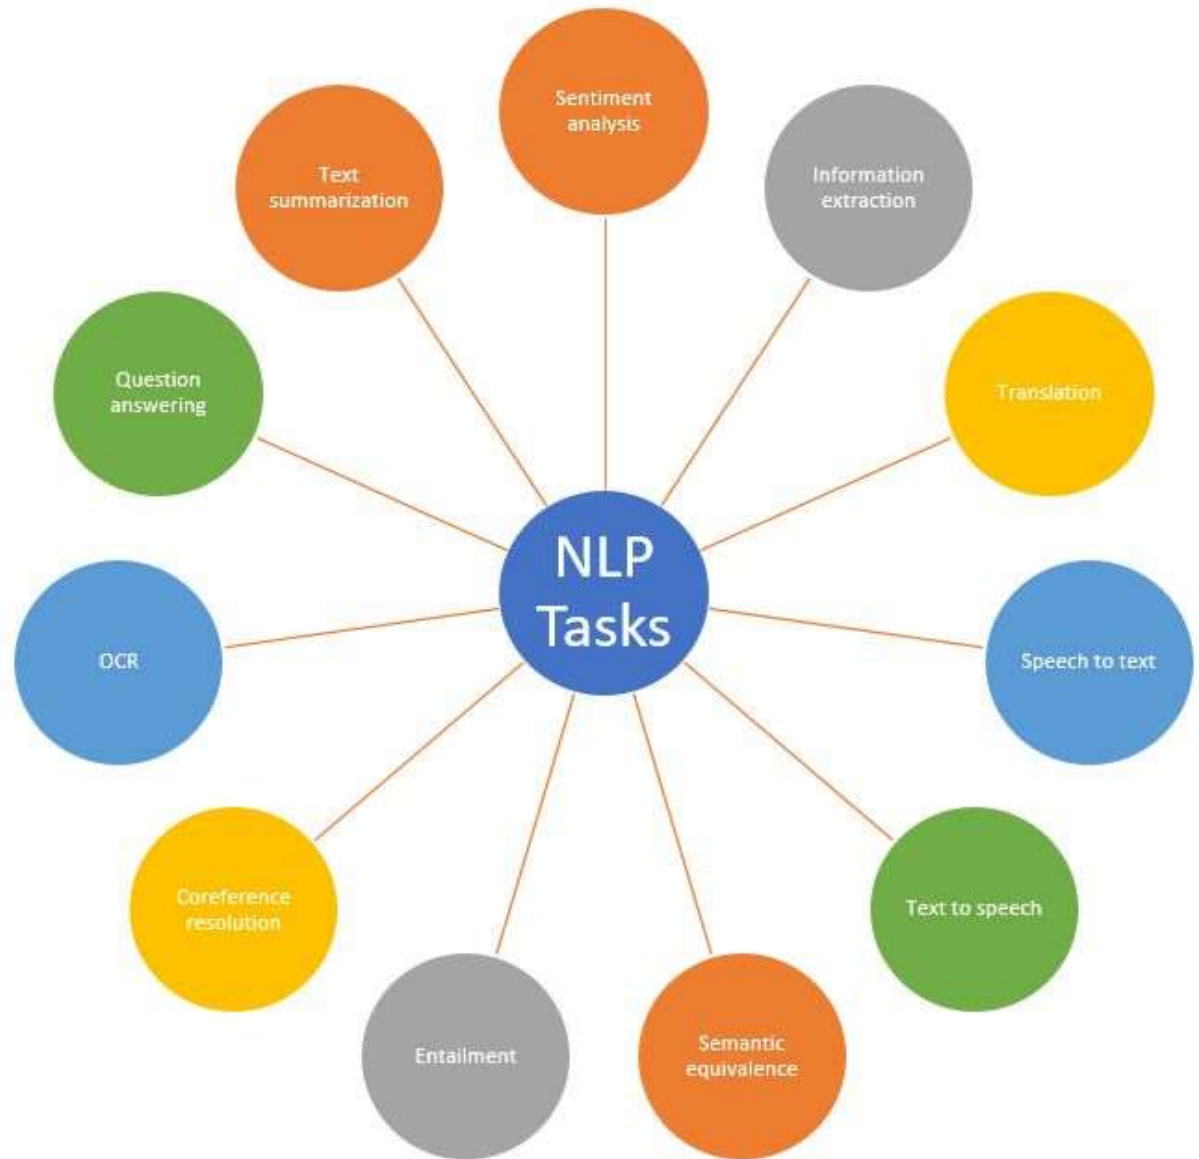 Sentiment
analysis
Information
extraction
Translation
Speech to text
Text to speech
Semantic
equivalence
Entailment
Coreference
resolution
OCR
Question
answering
Text
summarization
NLP
Tasks